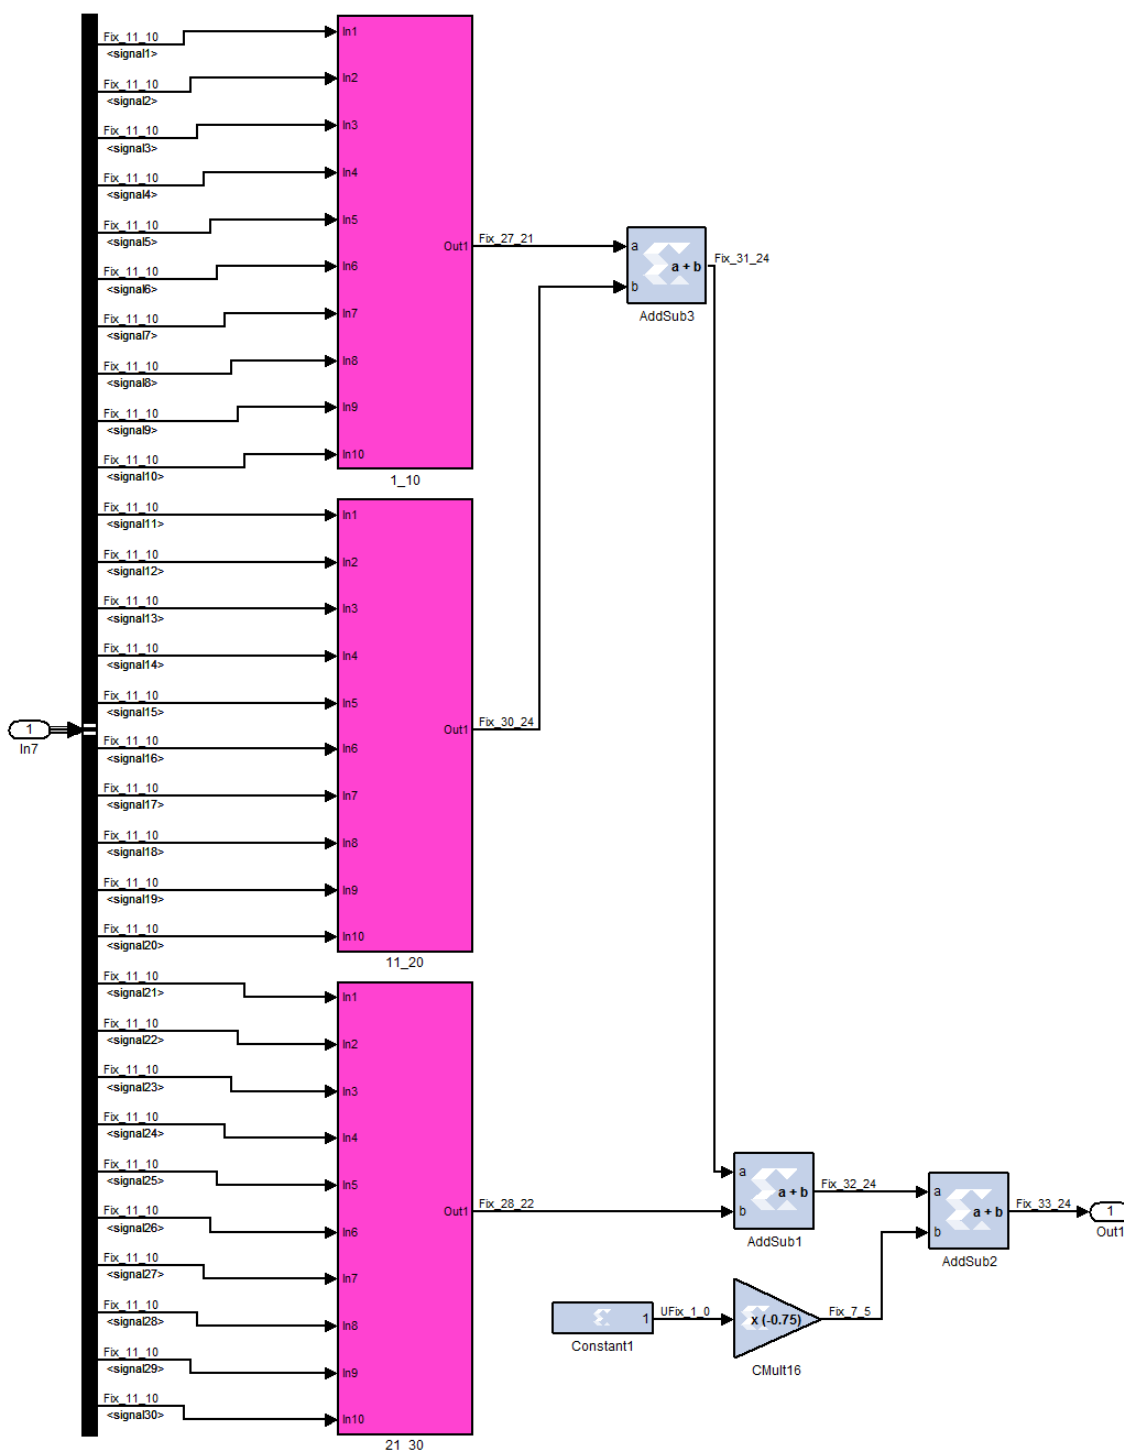 1
In7
Fix_11_10
<signal1>
Fix_11_10
<signal2>
Fix_11_10
<signal3>
Fix_11_10
<signal4>
Fix_11_10
<signal5>
Fix_11_10
<signal6>
Fix_11_10
<signal7>
Fix_11_10
<signal8>
Fix_11_10
<signal9>
Fix_11_10
<signal10>
Fix_11_10
<signal11>
Fix_11_10
<signal12>
Fix_11_10
<signal13>
Fix_11_10
<signal14>
Fix_11_10
<signal15>
Fix_11_10
<signal16>
Fix_11_10
<signal17>
Fix_11_10
<signal18>
Fix_11_10
<signal19>
Fix_11_10
<signal20>
Fix_11_10
<signal21>
Fix_11_10
<signal22>
Fix_11_10
<signal23>
Fix_11_10
<signal24>
Fix_11_10
<signal25>
Fix_11_10
<signal26>
Fix_11_10
<signal27>
Fix_11_10
<signal28>
Fix_11_10
<signal29>
Fix_11_10
<signal30>
In1
In2
In3
In4
In5
In6
In7
In8
In9
In10
Out1
1_10
In1
In2
In3
In4
In5
In6
In7
In8
In9
In10
Out1
11_20
In1
In2
In3
In4
In5
In6
In7
In8
In9
In10
Out1
21_30
Fix_27_21
Fix_30_24
Fix_28_22
a
b
a + b
AddSub3
Fix_31_24
a
b
a + b
AddSub1
Fix_32_24
1
Constant1
UFix_1_0
x (-0.75)
CMult16
Fix_7_5
a
b
a + b
AddSub2
Fix_33_24
1
Out1